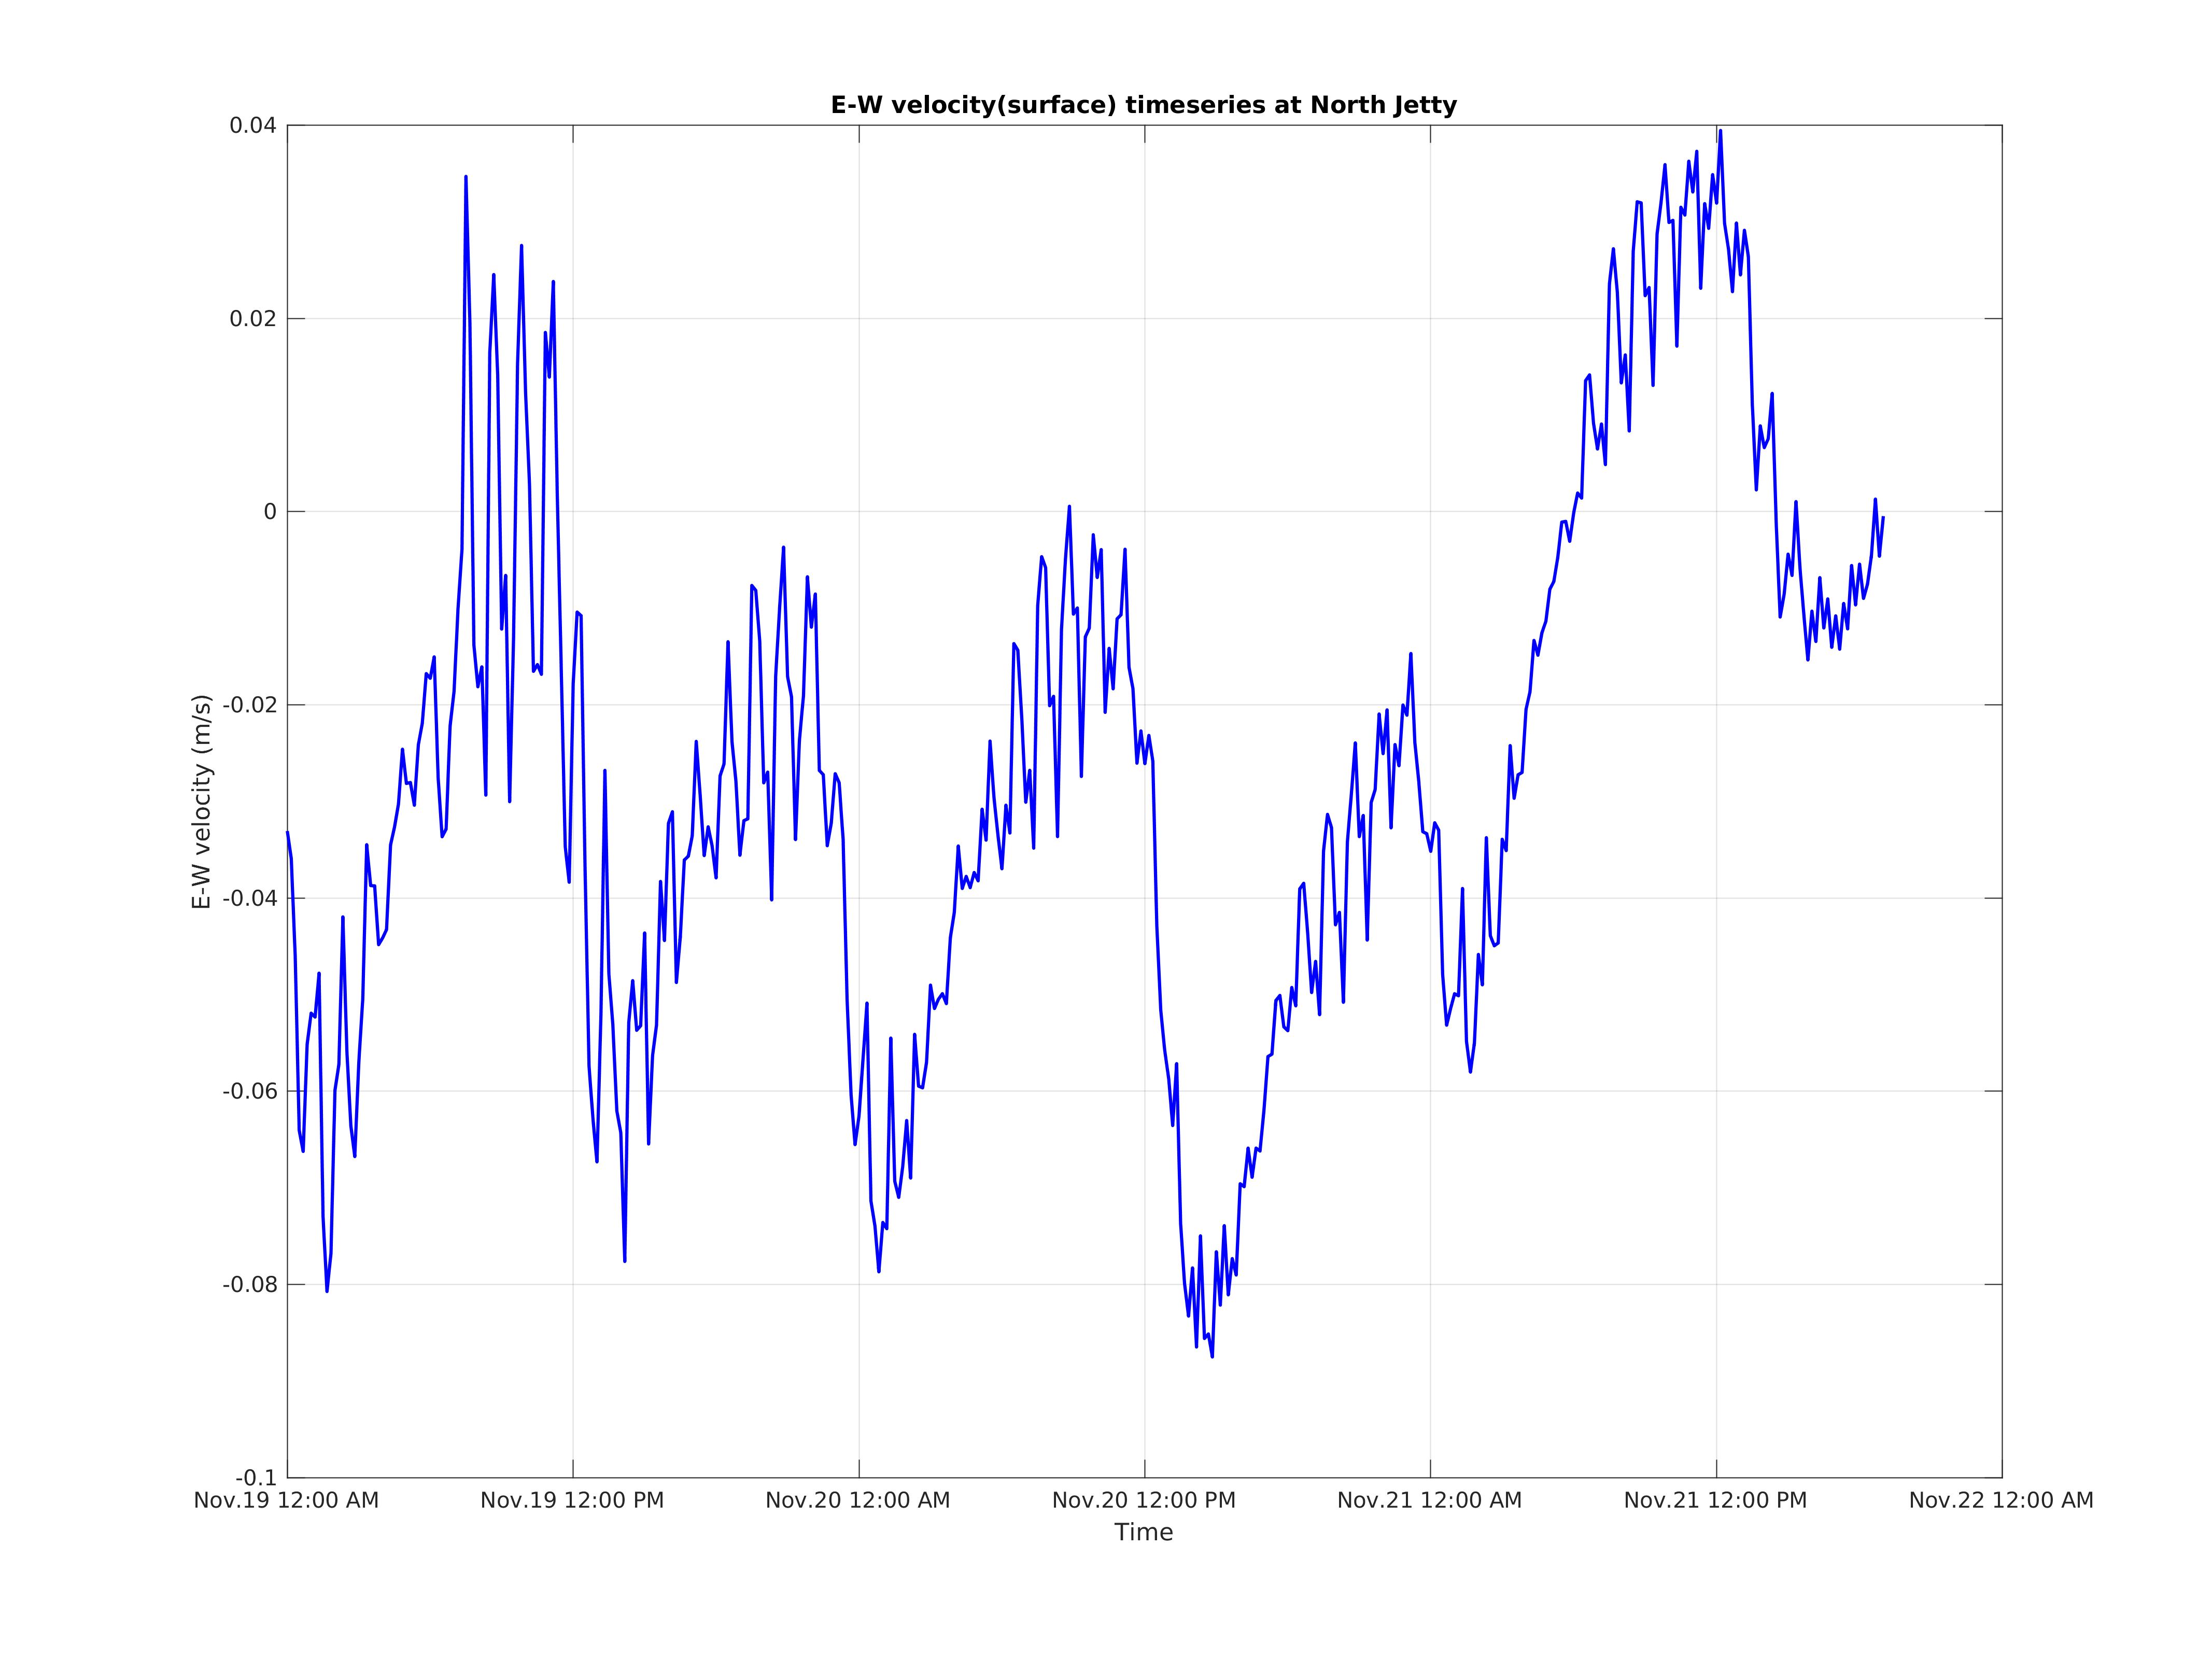 E-W velocity(surface) timeseries at North Jetty
0.04
0.02
0
-0.02
-0.04
-0.06
-0.08
-0.1
E-W velocity (m/s)
Nov.19 12:00 AM Nov.19 12:00 PM Nov.20 12:00 AM Nov.20 12:00 PM Nov.21 12:00 AM Nov.21 12:00 PM Nov.22 12:00 AM
Time